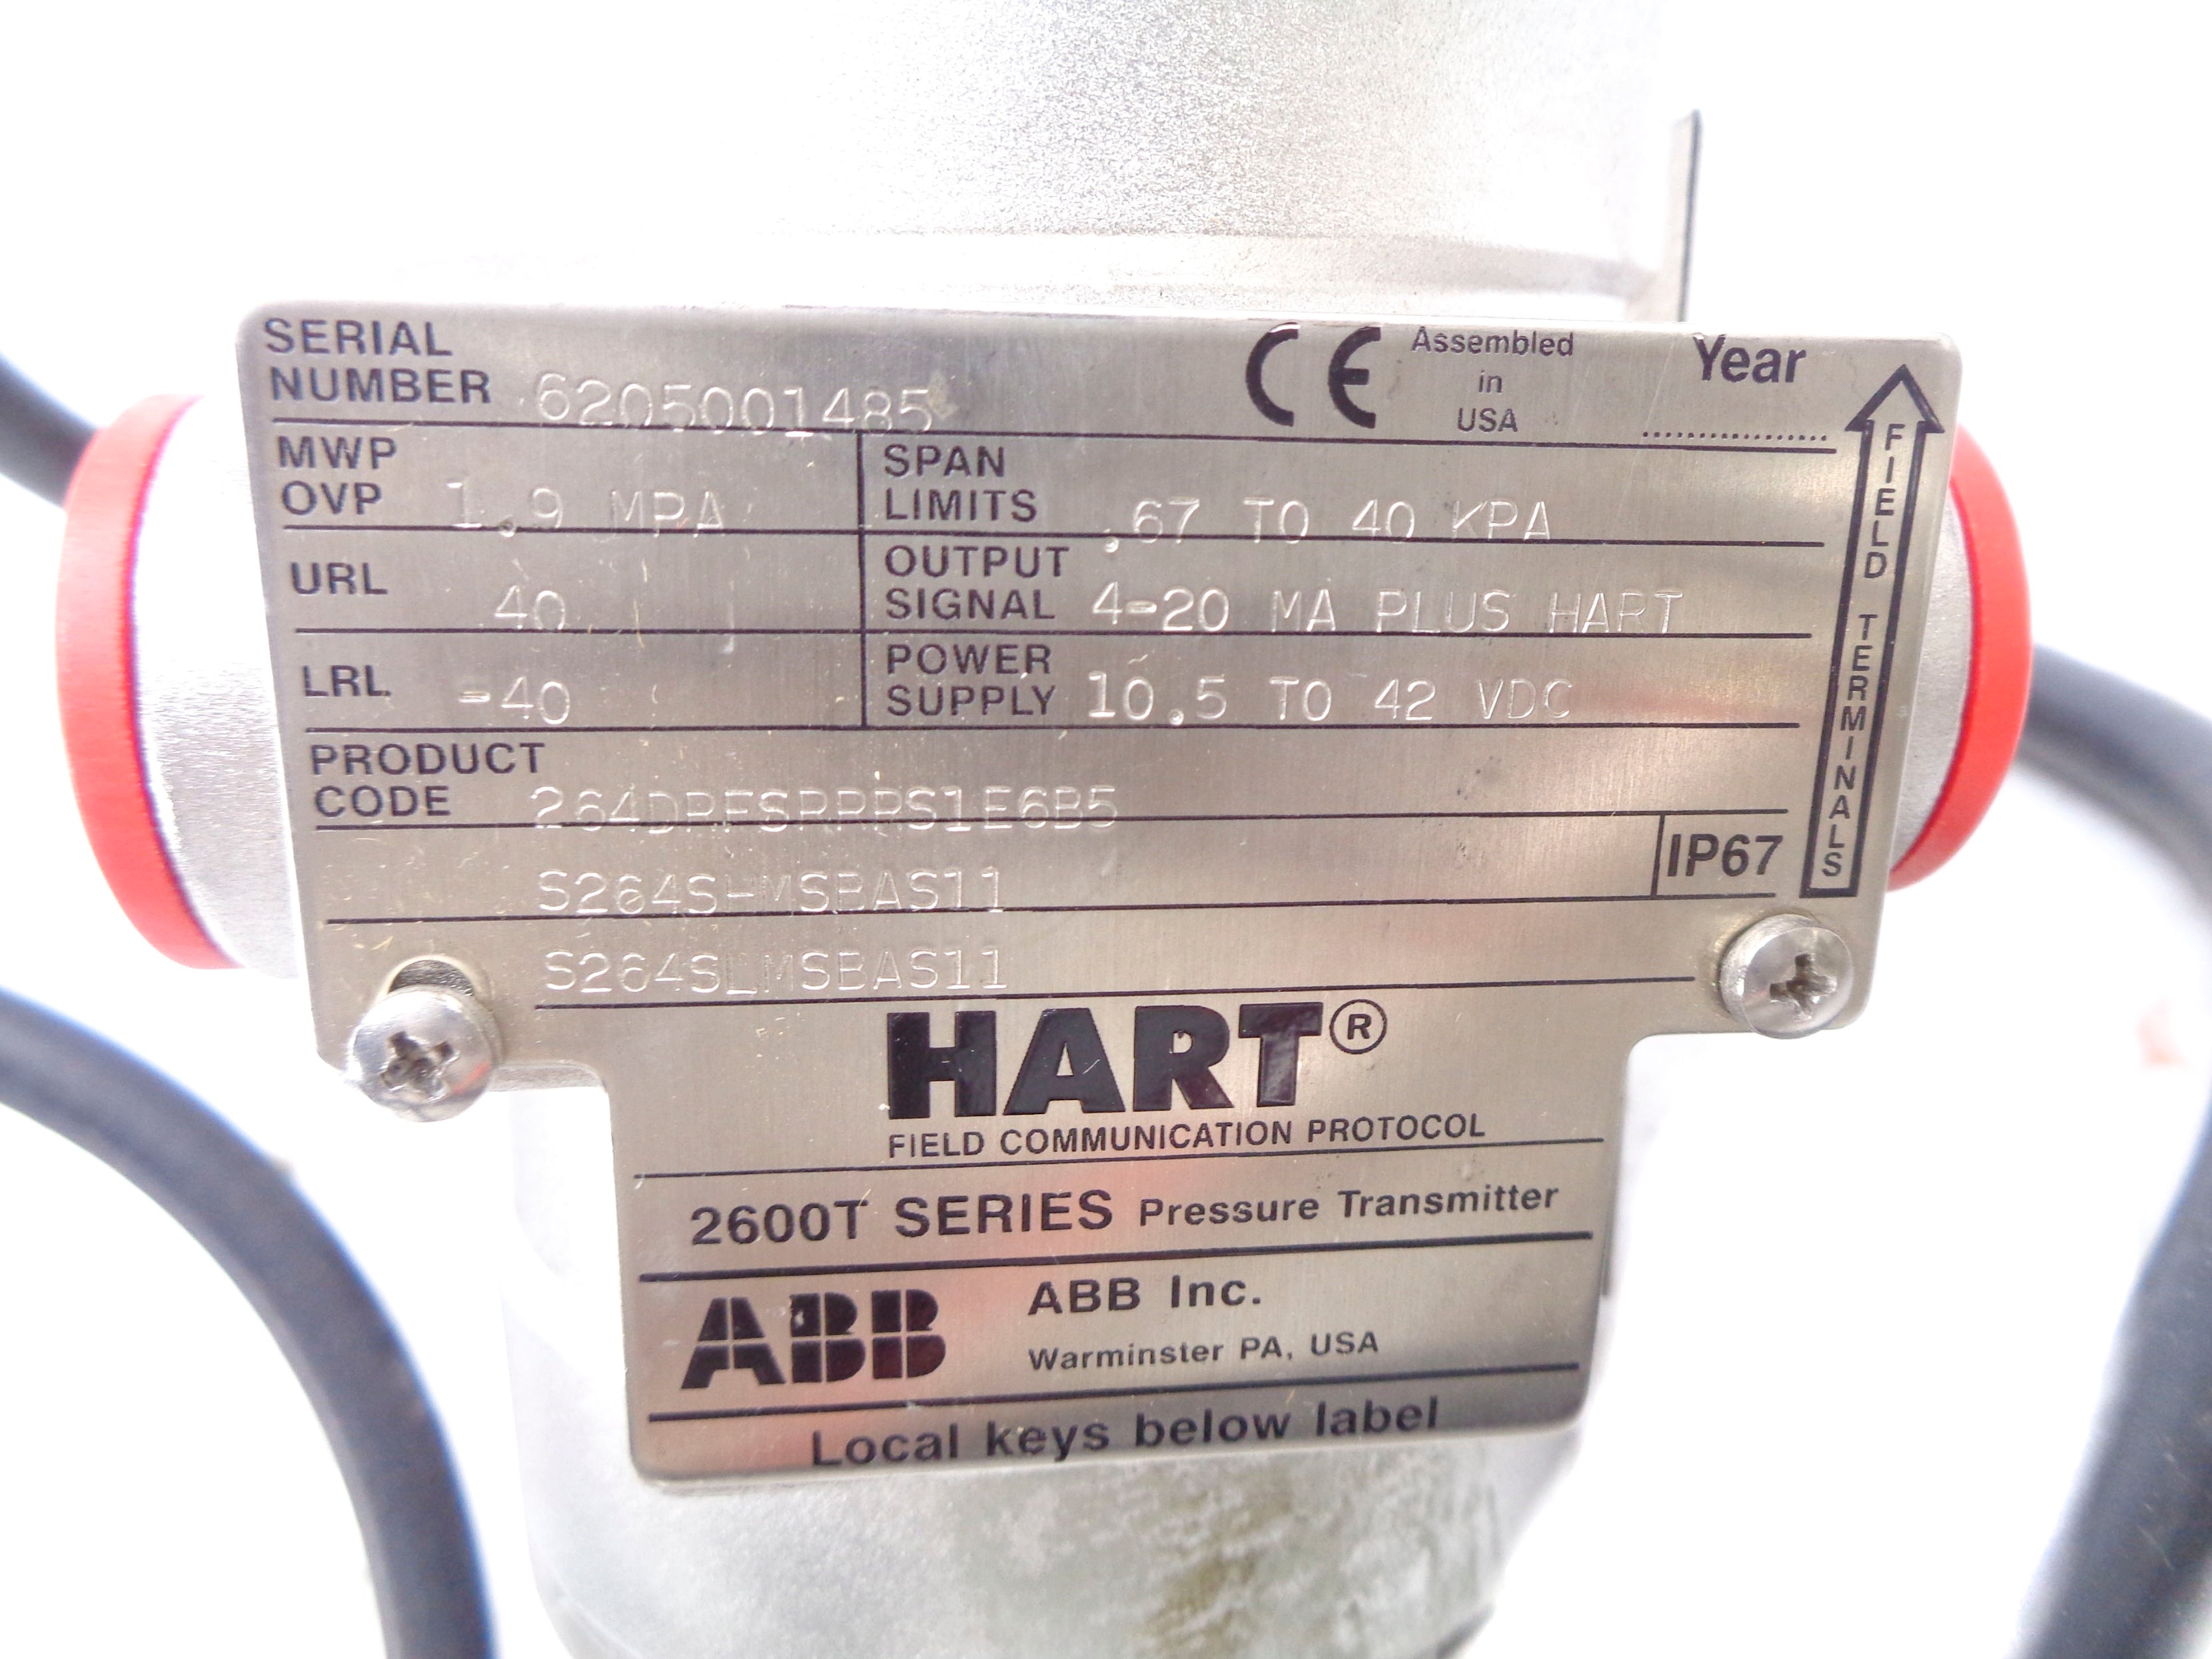 SERIAL
NUMBER 6205001485
CE Assembled
in
USA
Year
MWP
OVP 1.9 MPA
SPAN
LIMITS .67 TO 40 KPA
URL 40
OUTPUT
SIGNAL 4-20 MA PLUS HART
LRL -40
POWER
SUPPLY 10.5 TO 42 VDC
PRODUCT
CODE
IP67
S264SLMSBAS11
FIELD TERMINALS
HART®
FIELD COMMUNICATION PROTOCOL
2600T SERIES Pressure Transmitter
ABB ABB Inc.
Warminster PA, USA
Local keys below label